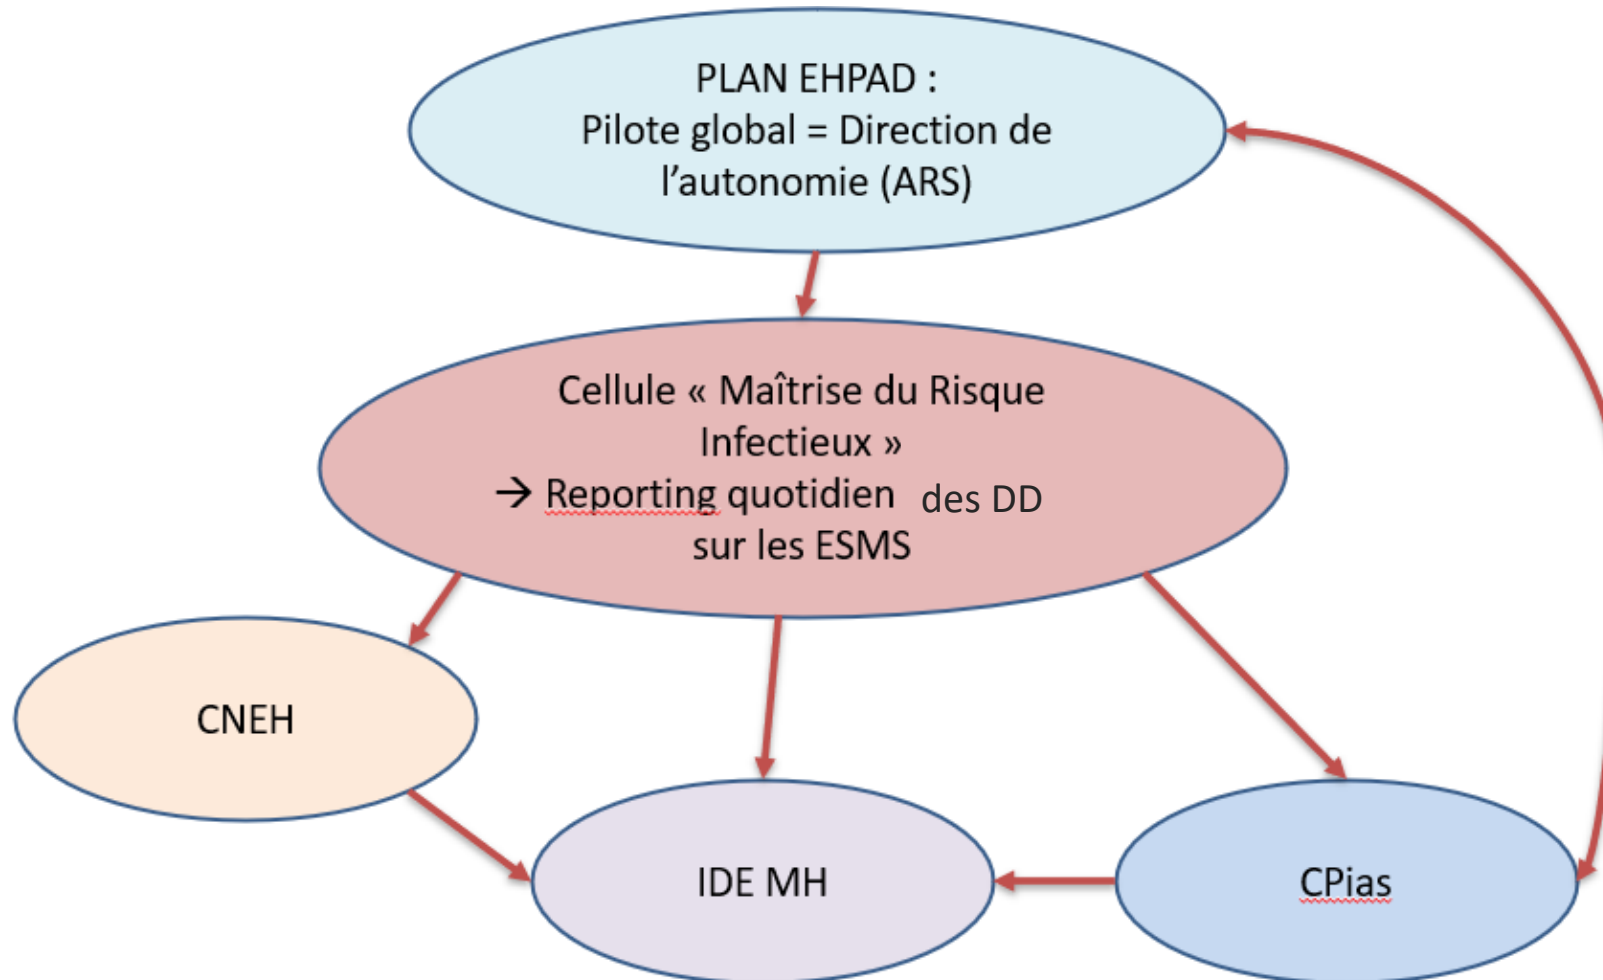 PLAN EHPAD :
Pilote global = Direction de
l’autonomie (ARS)
Cellule « Maîtrise du Risque
Infectieux »
→ Reporting quotidien des DD
sur les ESMS
CNEH
IDE MH
CPias